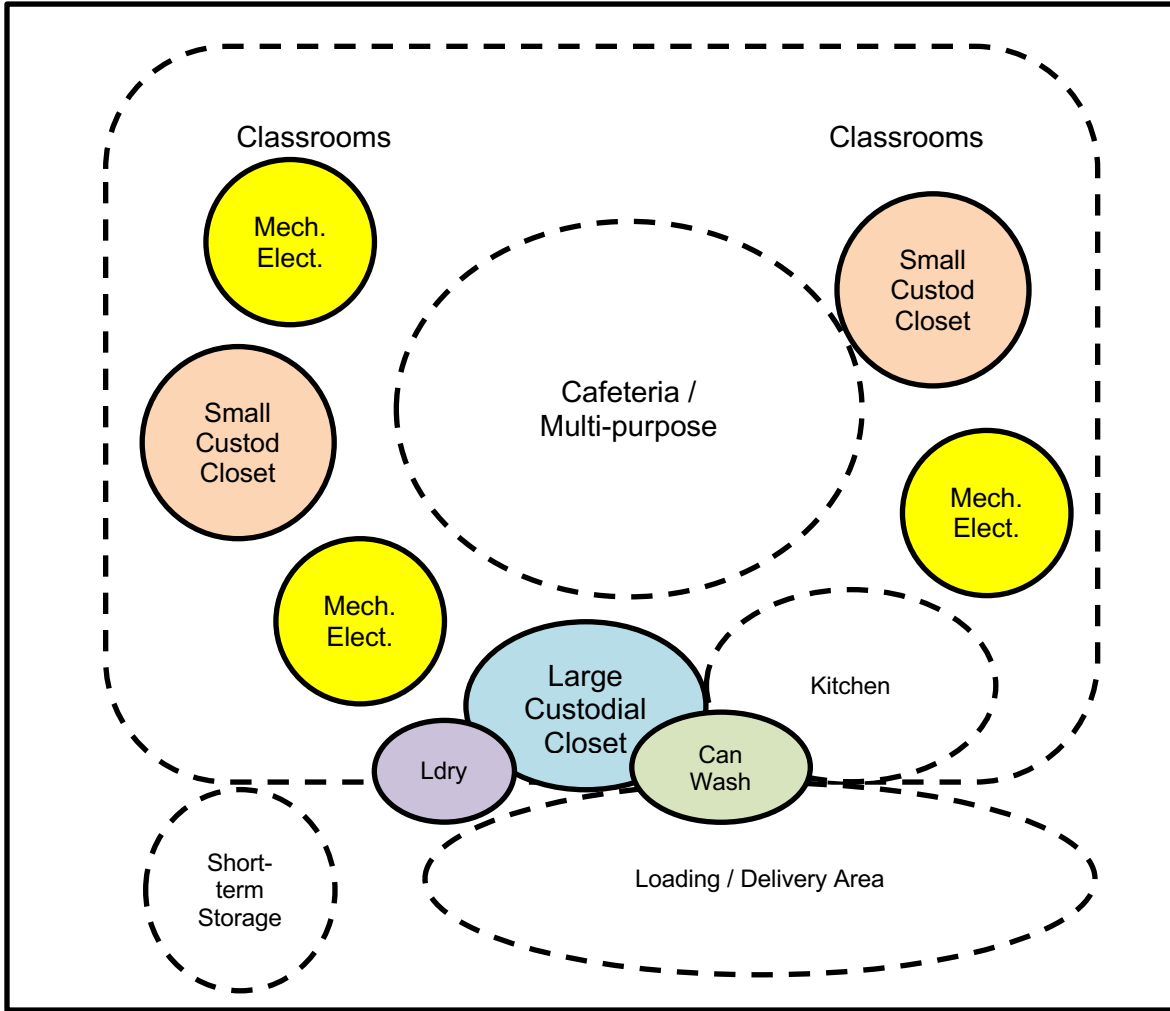 Classrooms
Classrooms
Mech.
Elect.
Small
Custod
Closet
Cafeteria /
Multi-purpose
Small
Custod
Closet
Mech.
Elect.
Mech.
Elect.
Large
Custodial
Closet
Kitchen
Ldry
Can
Wash
Short-
term
Storage
Loading / Delivery Area